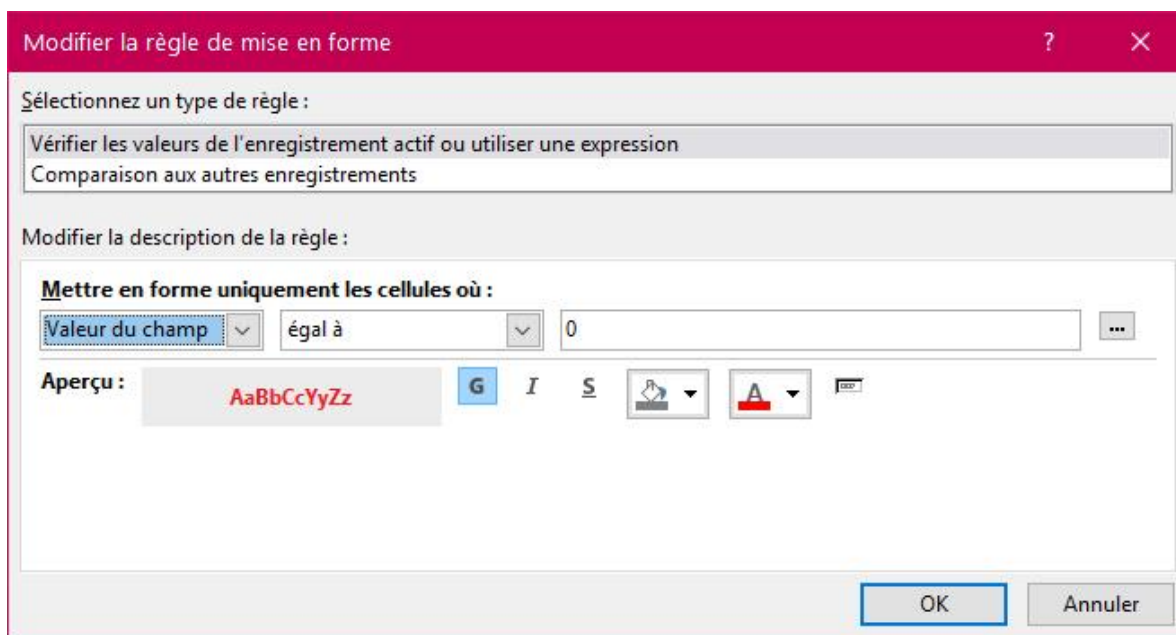 Modifier la règle de mise en forme ?
Sélectionnez un type de règle :
Vérifier les valeurs de l'enregistrement actif ou utiliser une expression
Comparaison aux autres enregistrements
Modifier la description de la règle :
Mettre en forme uniquement les cellules où :
Valeur du champ égal à 0 ...
Aperçu : AaBbCcYyZz G I S A
OK Annuler